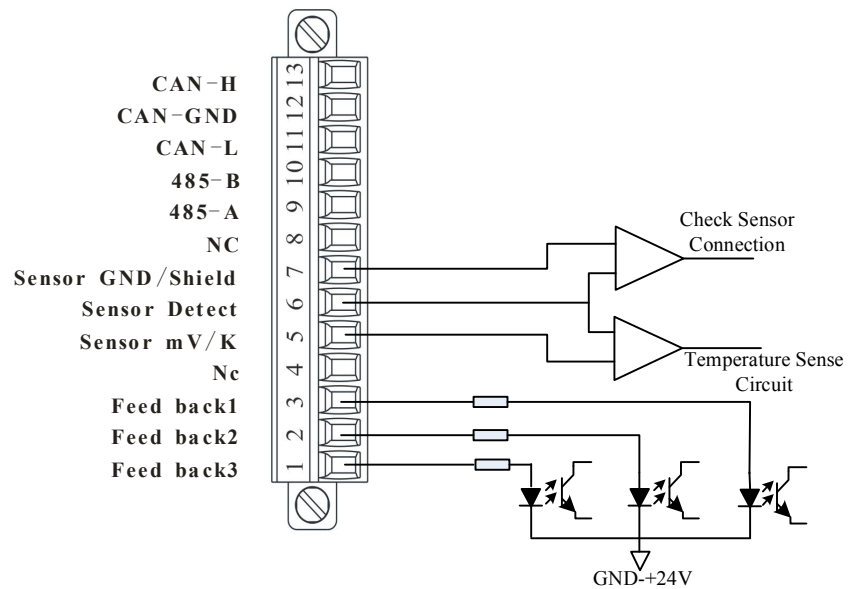 CAN-H
CAN-GND
CAN-L
485-B
485-A
NC
Sensor GND/Shield
Sensor Detect
Sensor mV/K
Nc
Feed back1
Feed back2
Feed back3
13
12
11
10
9
8
7
6
5
4
3
2
1
Check Sensor
Connection
Temperature Sense
Circuit
GND-+24V